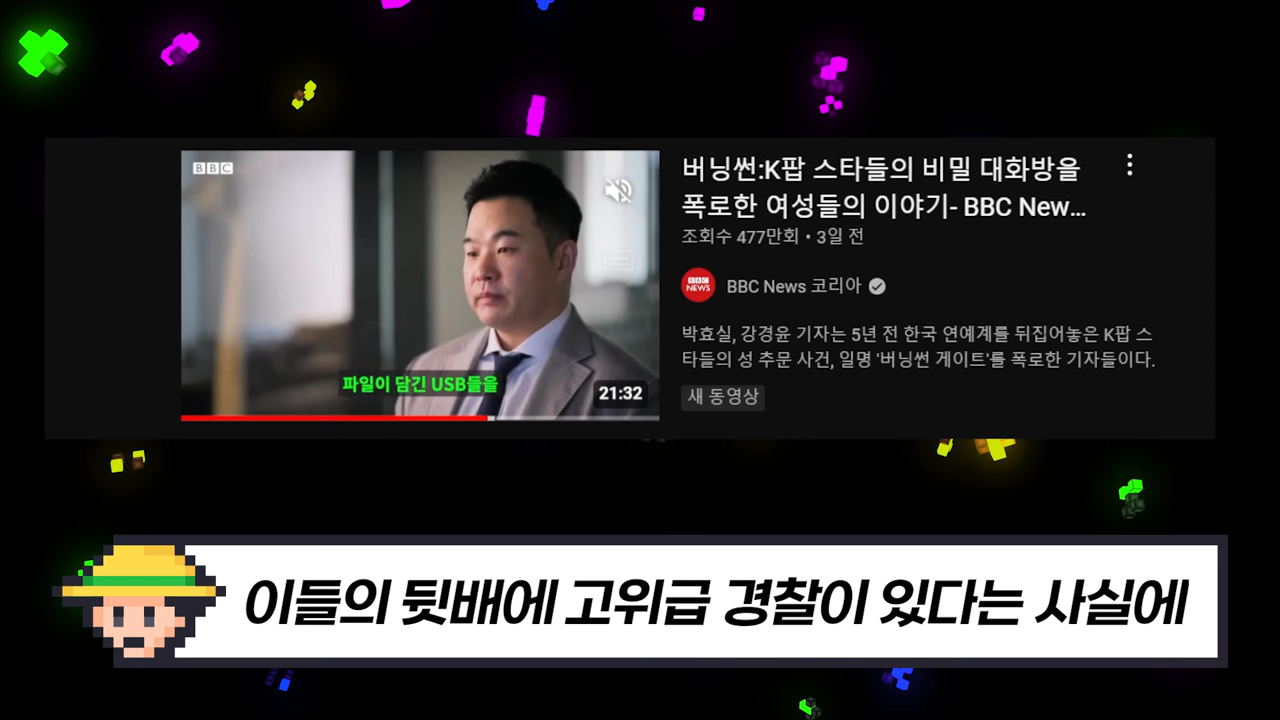 BBC
파일이 담긴 USB들을
21:32
버닝썬:K팝 스타들의 비밀 대화방을
폭로한 여성들의 이야기- BBC New...
조회수 477만회 • 3일 전
BBC NEWS
BBC News 코리아
박효실, 강경윤 기자는 5년 전 한국 연예계를 뒤집어놓은 K팝 스
타들의 성 추문 사건, 일명 '버닝썬 게이트'를 폭로한 기자들이다.
새 동영상
이들의 뒷배에 고위급 경찰이 있다는 사실에